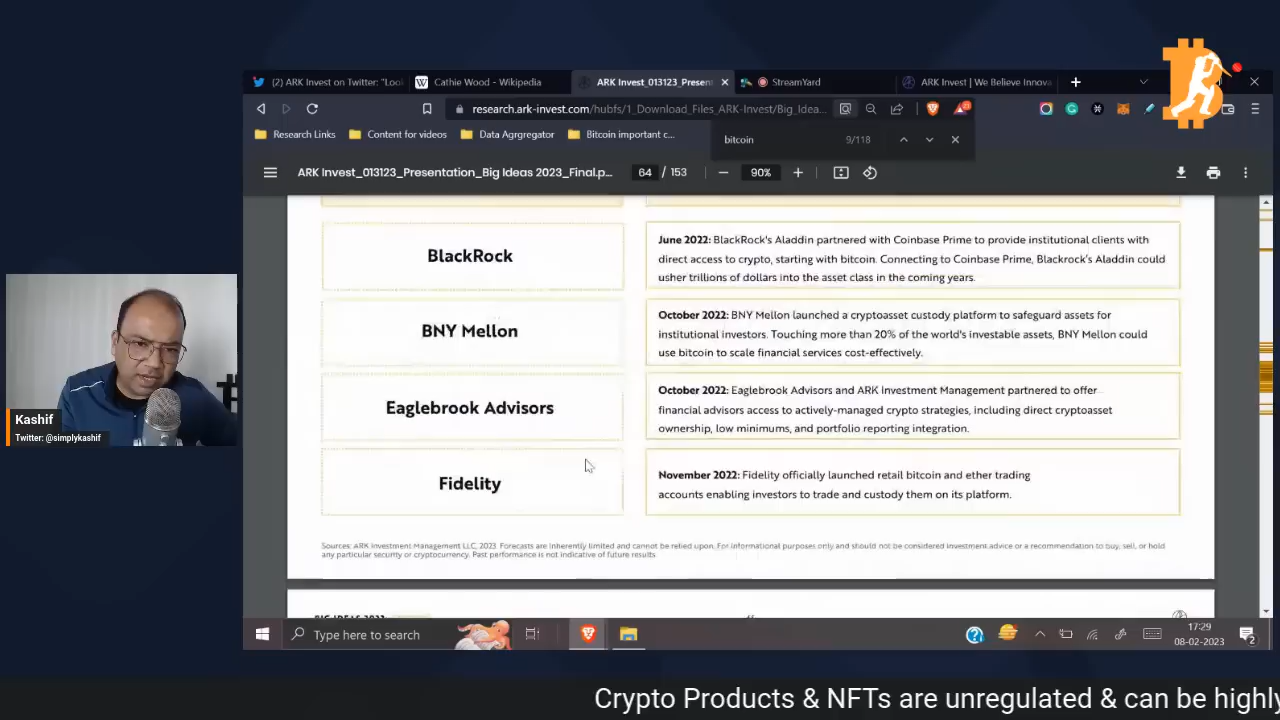 (2) ARK Invest on Twitter: "Look
Cathie Wood - Wikipedia
ARK Invest_013123_Present
StreamYard
ARK Invest | We Believe Innova
research.ark-invest.com/hubfs/1_Download_Files_ARK-Invest/Big_Idea...
Research Links
Content for videos
Data Agrgregator
Bitcoin important c...
bitcoin
9/118
ARK Invest_013123_Presentation_Big Ideas 2023_Final.p...
64 / 153
90%
BlackRock
June 2022: BlackRock's Aladdin partnered with Coinbase Prime to provide institutional clients with
direct access to crypto, starting with bitcoin. Connecting to Coinbase Prime, Blackrock's Aladdin could
usher trillions of dollars into the asset class in the coming years.
BNY Mellon
October 2022: BNY Mellon launched a cryptoasset custody platform to safeguard assets for
institutional investors. Touching more than 20% of the world's investable assets, BNY Mellon could
use bitcoin to scale financial services cost-effectively.
Eaglebrook Advisors
October 2022: Eaglebrook Advisors and ARK Investment Management partnered to offer
financial advisors access to actively-managed crypto strategies, including direct cryptoasset
ownership, low minimums, and portfolio reporting integration.
Fidelity
November 2022: Fidelity officially launched retail bitcoin and ether trading
accounts enabling investors to trade and custody them on its platform.
Sources: ARK Investment Management LLC, 2023. Forecasts are inherently limited and cannot be relied upon. For informational purposes only and should not be considered investment advice or a recommendation to buy, sell, or hold
any particular security or cryptocurrency. Past performance is not indicative of future results
BIG IDEAS 2023
Kashif
Twitter: @simplykashif
Type here to search
17:29
08-02-2023
2
Crypto Products & NFTs are unregulated & can be highly